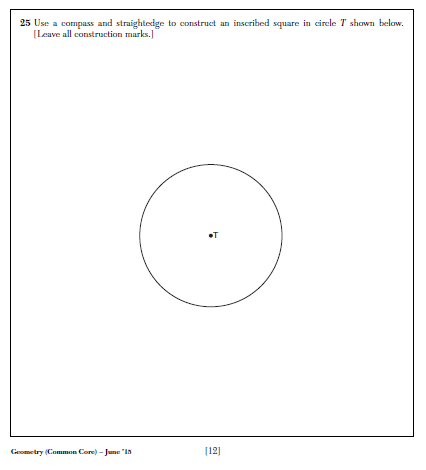 25 Use a compass and straightedge to construct an inscribed square in circle T shown below.
[Leave all construction marks.]
T
Geometry (Common Core) – June '15
[12]